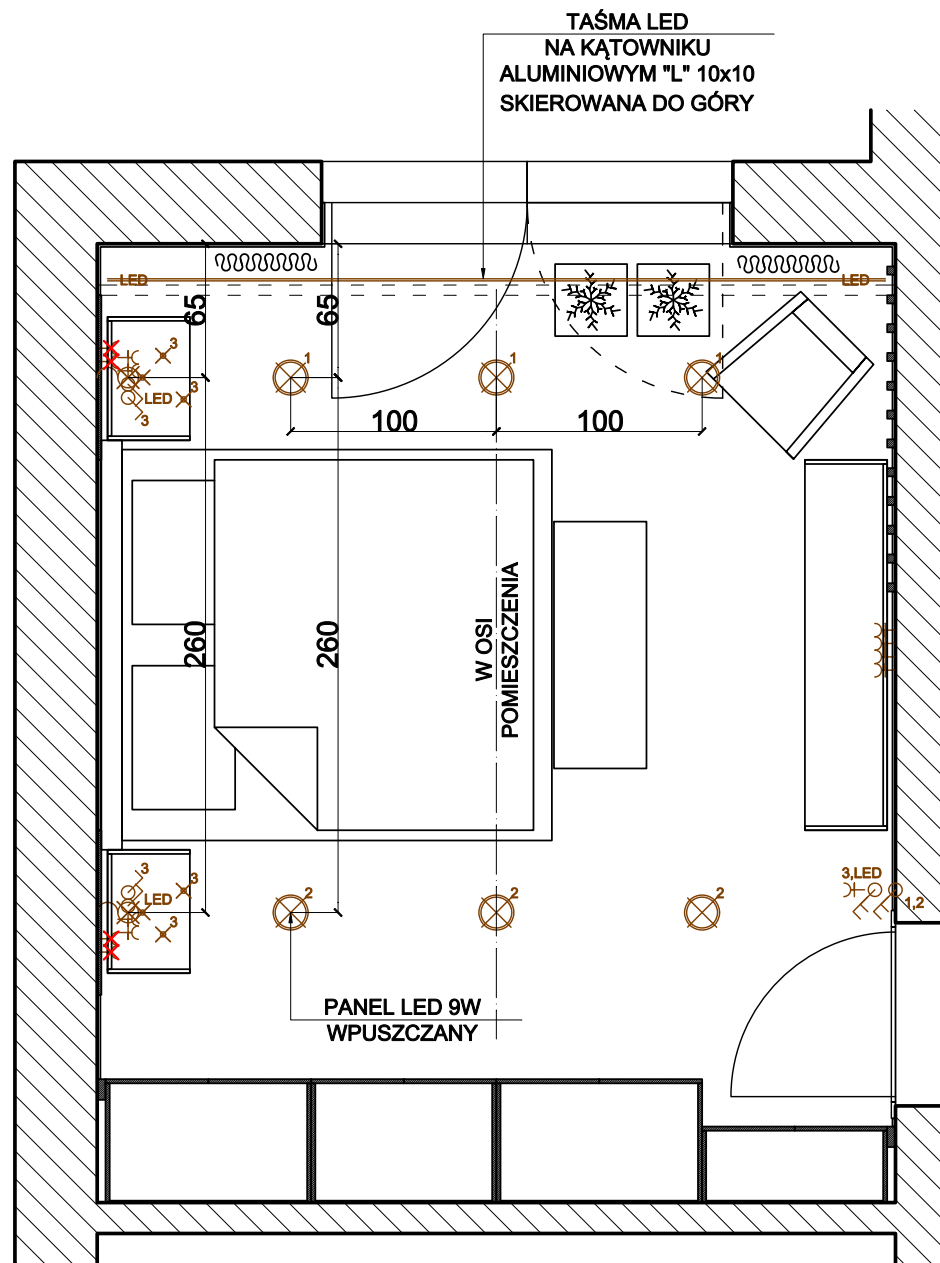 TAŚMA LED
NA KĄTOWNIKU
ALUMINIOWYM "L" 10x10
SKIEROWANA DO GÓRY
LED
LED
65
65
3
1
1
1
3
LED
3
100
100
260
260
W OSI
POMIESZCZENIA
3
3
LED
3
2
2
2
3,LED
1,2
PANEL LED 9W
WPUSZCZANY